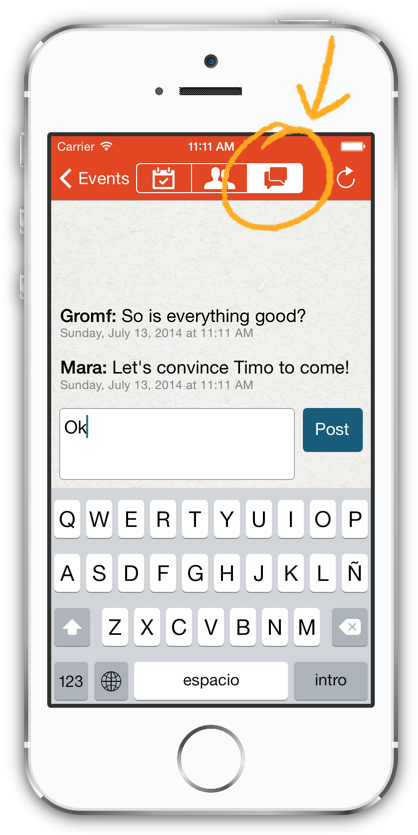 Carrier 11:11 AM
Events
Gromf: So is everything good?
Sunday, July 13, 2014 at 11:11 AM
Mara: Let's convince Timo to come!
Sunday, July 13, 2014 at 11:11 AM
Ok
Post
Q W E R T Y U I O P
A S D F G H J K L Ñ
Z X C V B N M
123 espacio intro